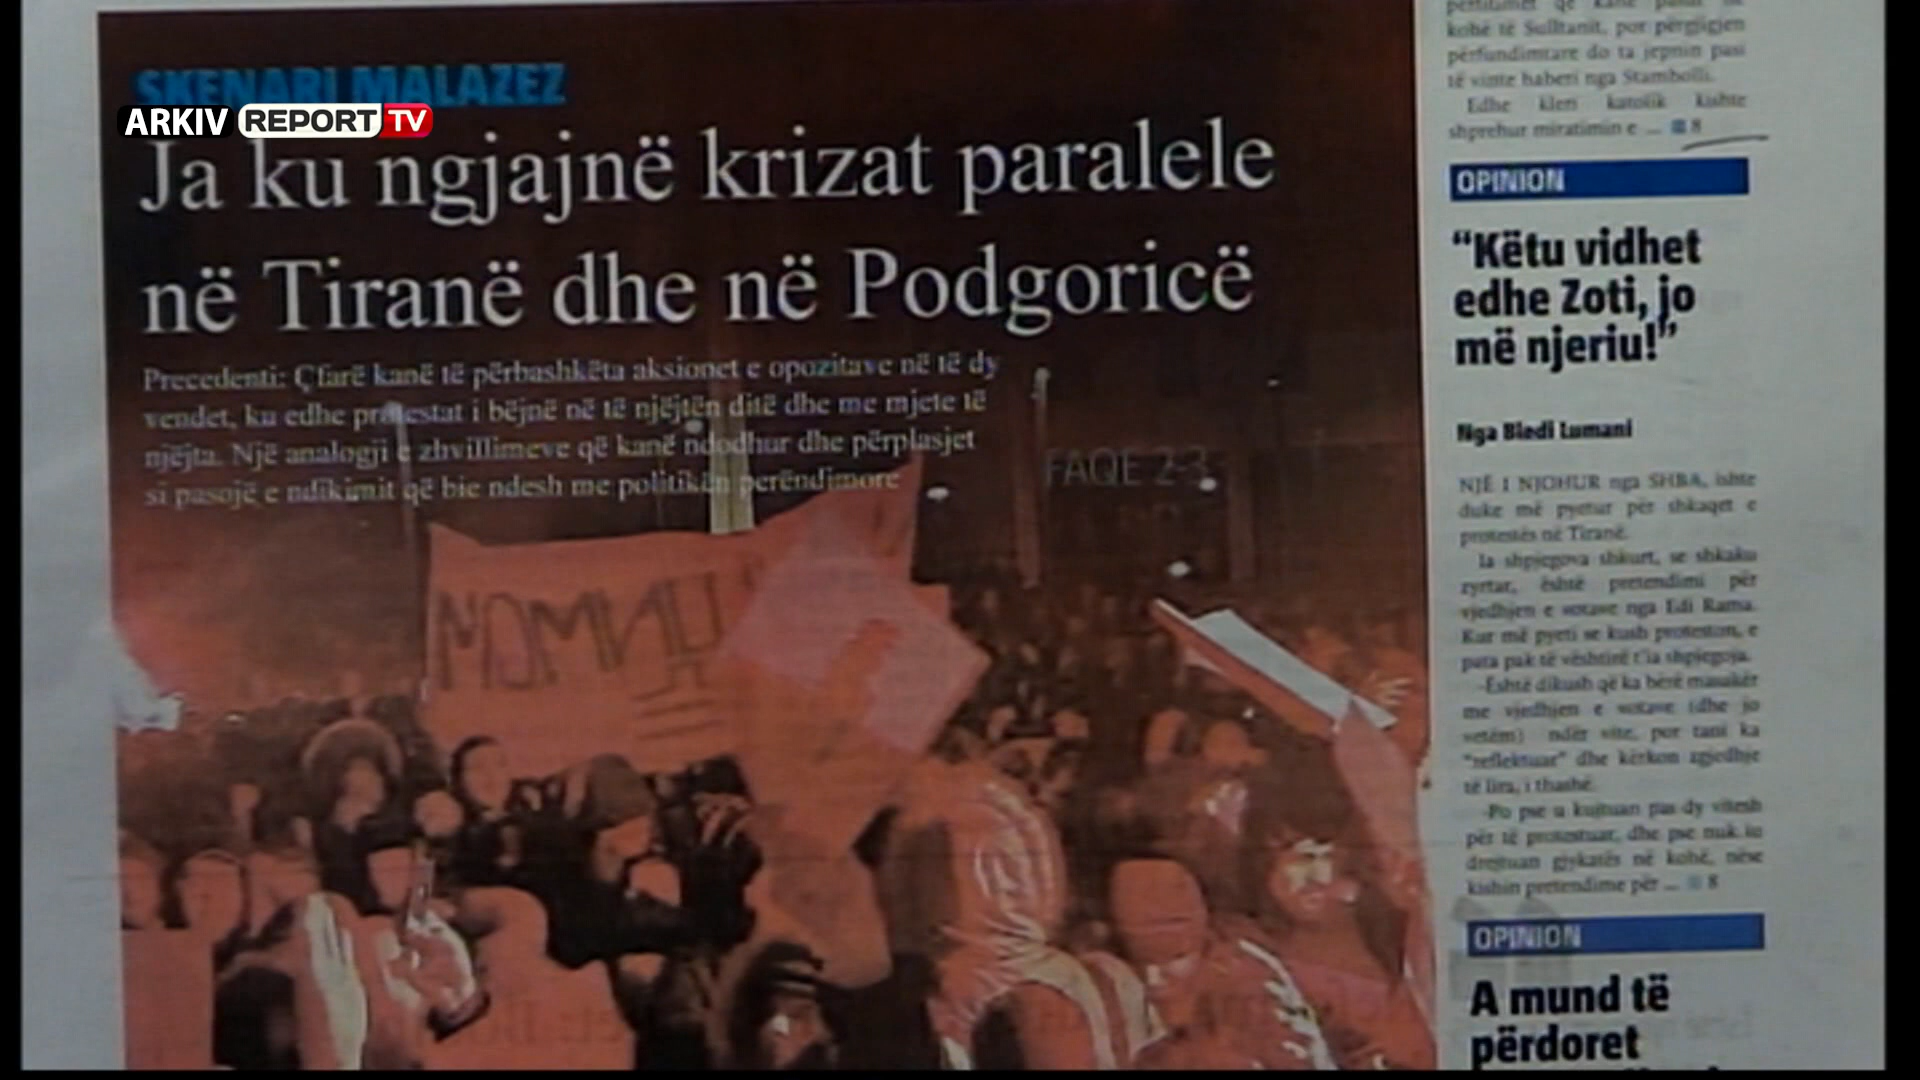 SKENARI MALAZEZ
ARKIV REPORT TV
Ja ku ngjajnë krizat paralele
në Tiranë dhe në Podgoricë
Precedenti: Çfarë kanë të përbashkëta aksionet e opozitave në të dy
vendet, ku edhe protestat i bëjnë në të njëjtën ditë dhe me mjete të
njëjta. Një analogji e zhvillimeve që kanë ndodhur dhe përplasjet
si pasojë e ndikimit që bie ndesh me politikën perëndimore
FAQE 2-3
përfitimet që kanë
kohë të Sulltanit, por përgjigjen
përfundimtare do ta jepnin pasi
të vinte haberi nga Stambolli.
Edhe kleri katolik kishte
shprehur miratimin e ... 8
OPINION
“Këtu vidhet
edhe Zoti, jo
më njeriu!”
Nga Bledi Lumani
NJË I NJOHUR nga SHBA, ishte
duke më pyetur për shkaqet e
protestës në Tiranë.
Ia shpjegova shkurt, se shkaku
zyrtar, është pretendimi për
vjedhjen e votave nga Edi Rama.
Kur më pyeti se kush proteston, e
pata pak të vështirë t'ia shpjegoja.
-Është dikush që ka bërë masakër
me vjedhjen e votave (dhe jo
vetëm) ndër vite, por tani ka
"reflektuar" dhe kërkon zgjedhje
të lira, i thashë.
-Po pse u kujtuan pas dy vitesh
për të protestuar, dhe pse nuk iu
drejtuan gjykatës në kohë, nëse
kishin pretendime për ... 8
OPINION
A mund të
përdoret